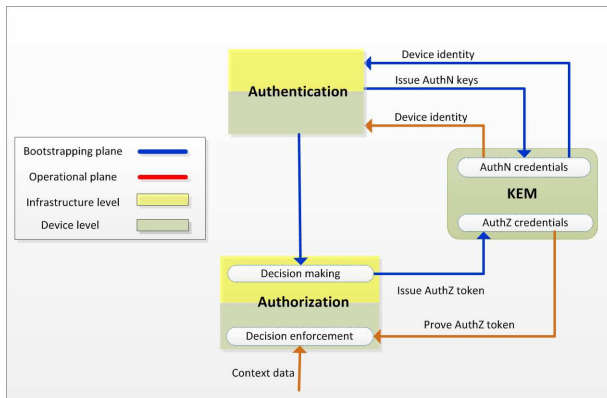 Device identity
Issue AuthN keys
Authentication
Device identity
Bootstrapping plane
Operational plane
Infrastructure level
Device level
AuthN credentials
KEM
AuthZ credentials
Decision making
Issue AuthZ token
Authorization
Prove AuthZ token
Decision enforcement
Context data